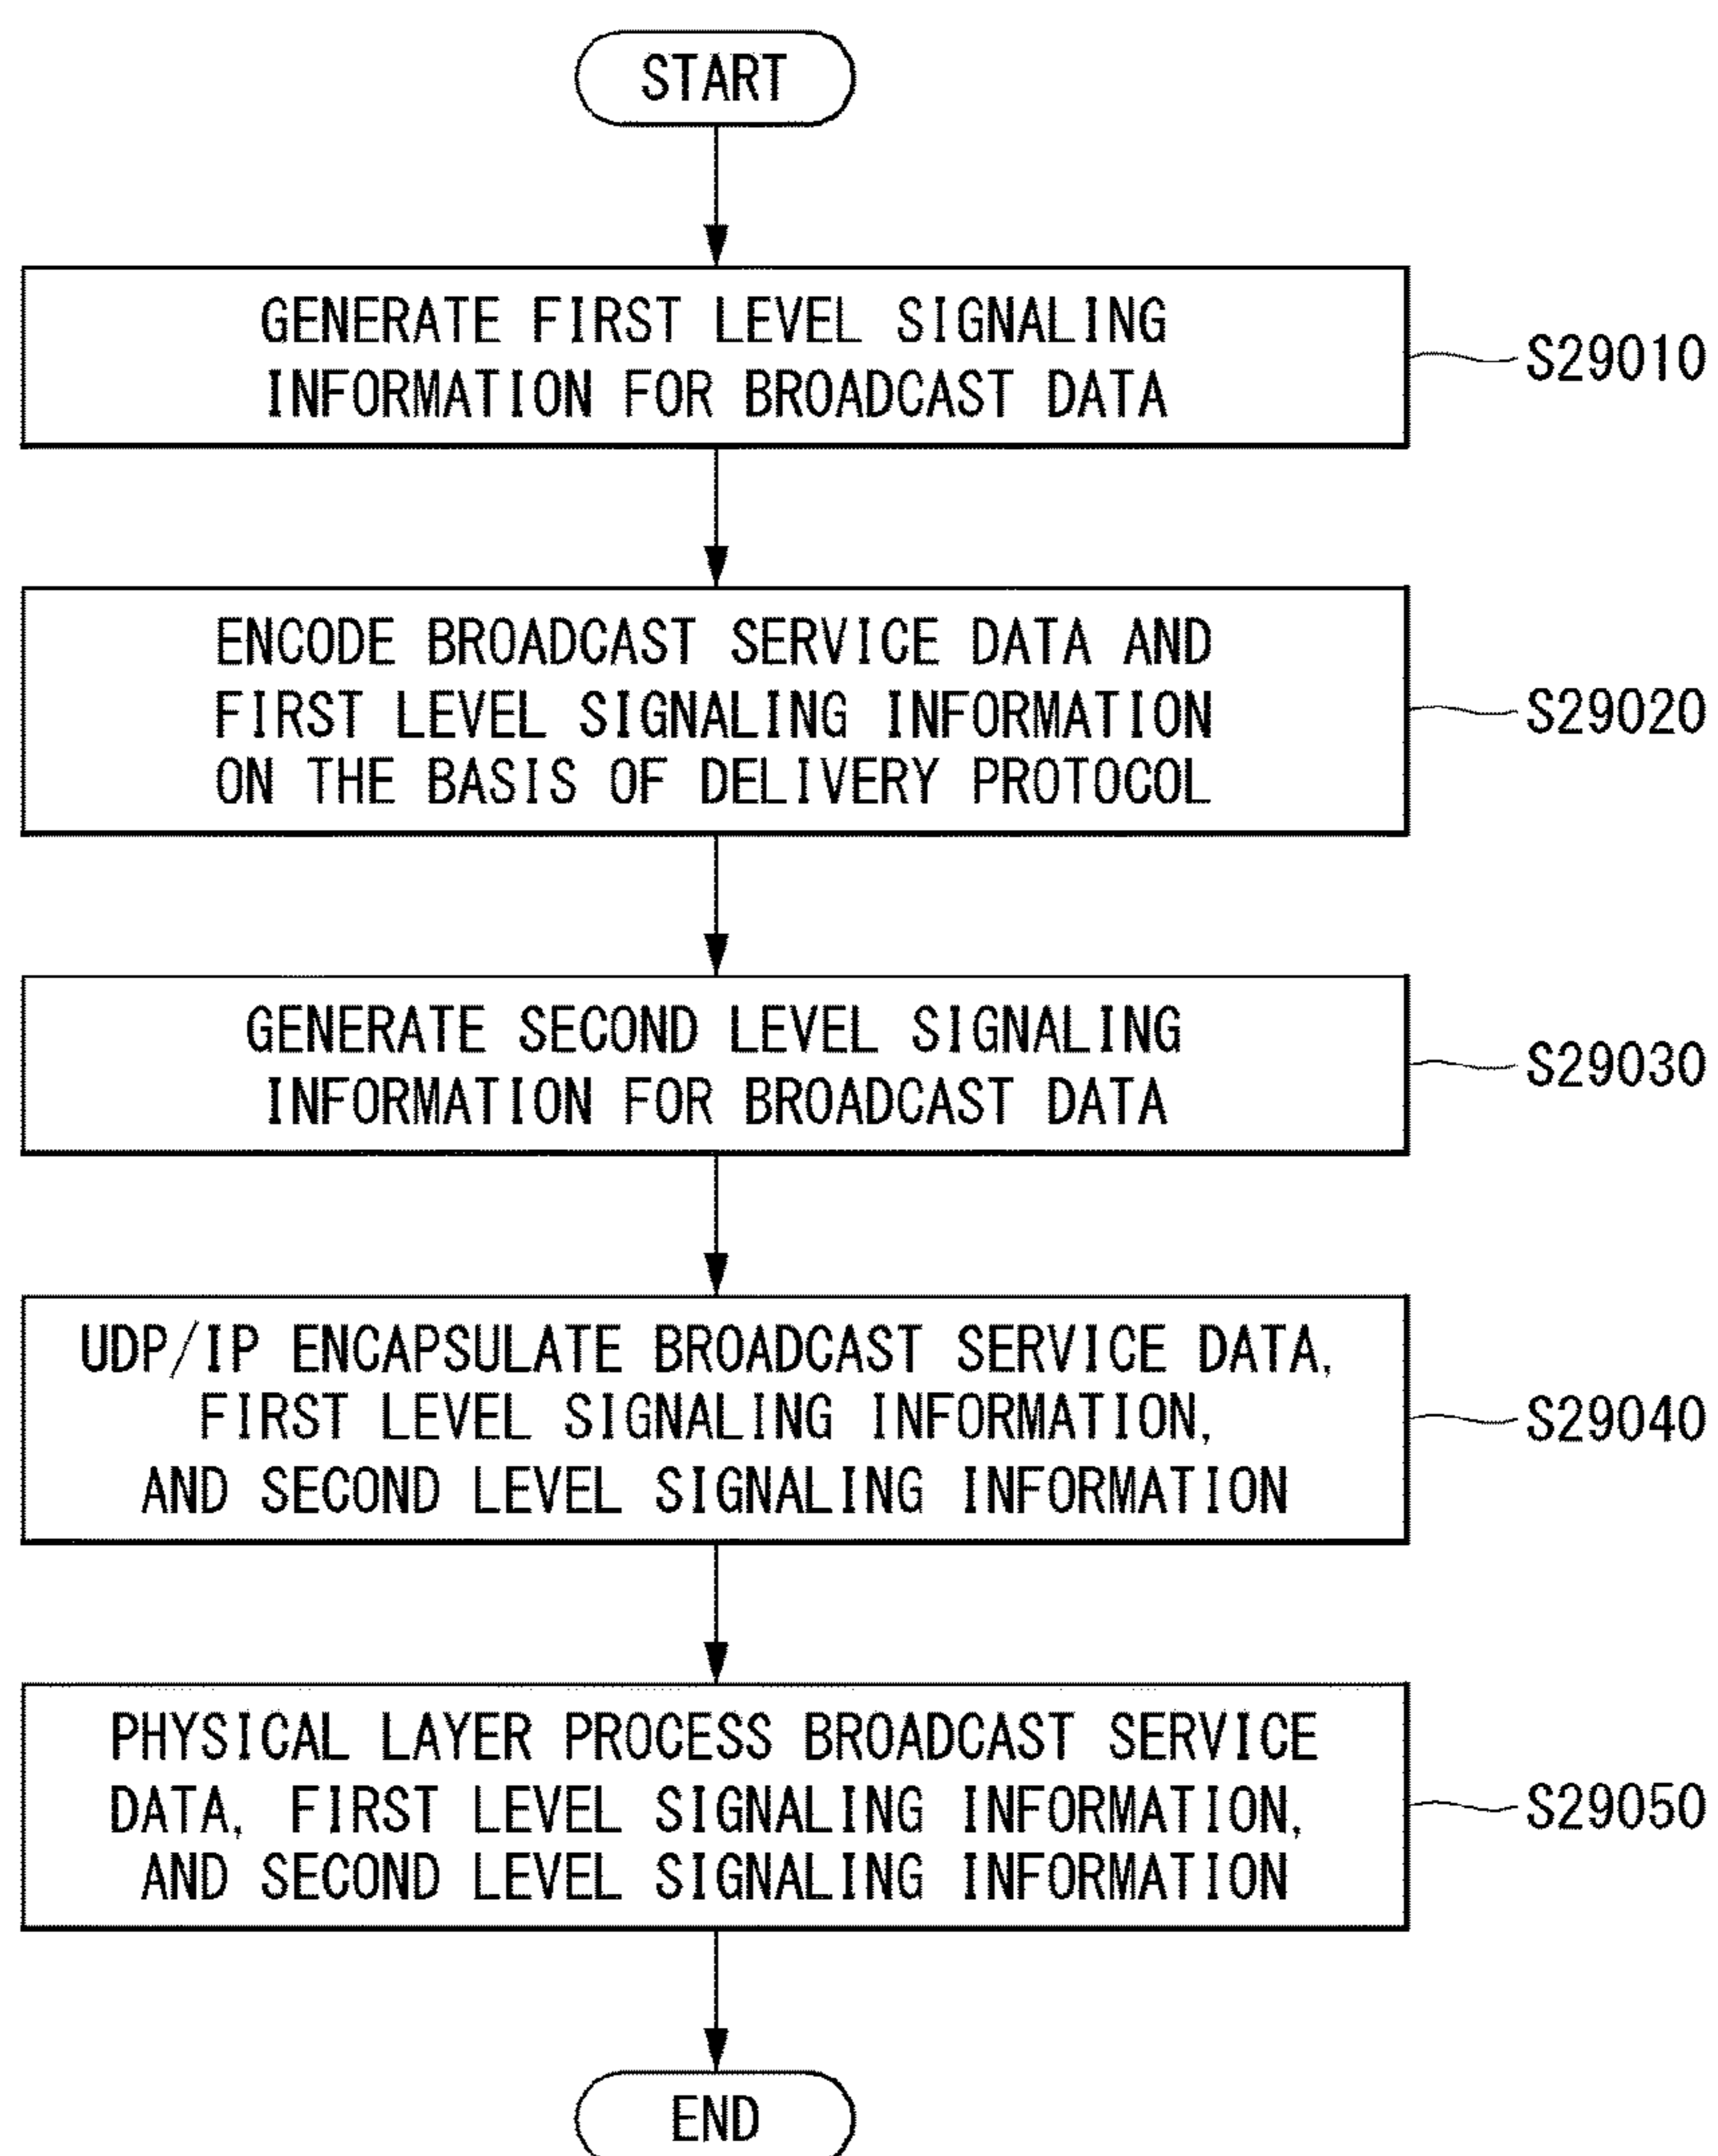 START
GENERATE FIRST LEVEL SIGNALING
INFORMATION FOR BROADCAST DATA
S29010
ENCODE BROADCAST SERVICE DATA AND
FIRST LEVEL SIGNALING INFORMATION
ON THE BASIS OF DELIVERY PROTOCOL
S29020
GENERATE SECOND LEVEL SIGNALING
INFORMATION FOR BROADCAST DATA
S29030
UDP/IP ENCAPSULATE BROADCAST SERVICE DATA,
FIRST LEVEL SIGNALING INFORMATION,
AND SECOND LEVEL SIGNALING INFORMATION
S29040
PHYSICAL LAYER PROCESS BROADCAST SERVICE
DATA, FIRST LEVEL SIGNALING INFORMATION,
AND SECOND LEVEL SIGNALING INFORMATION
S29050
END